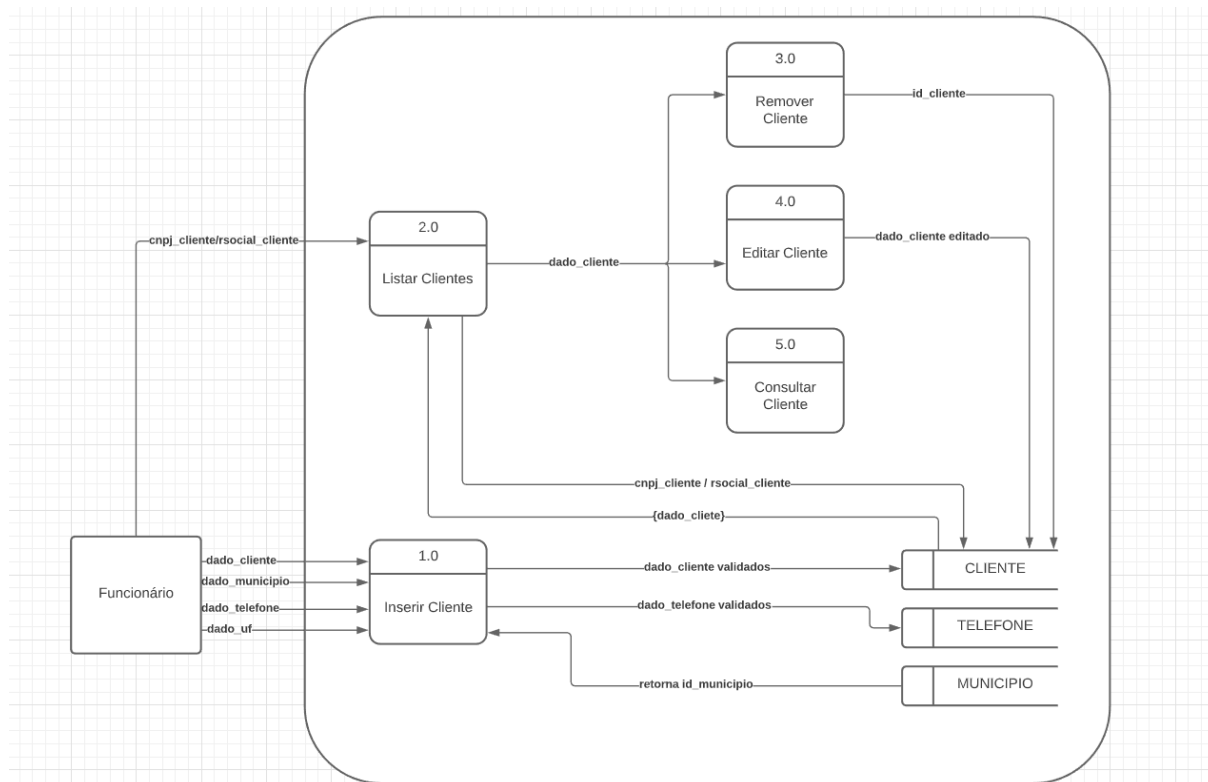 3.0
Remover
Cliente
id_cliente
4.0
Editar Cliente
dado_cliente editado
2.0
Listar Clientes
cnpj_cliente/rsocial_cliente
dado_cliente
5.0
Consultar
Cliente
cnpj_cliente / rsocial_cliente
{dado_cliete}
Funcionário
dado_cliente
dado_municipio
dado_telefone
dado_uf
1.0
Inserir Cliente
dado_cliente validados
dado_telefone validados
retorna id_municipio
CLIENTE
TELEFONE
MUNICIPIO